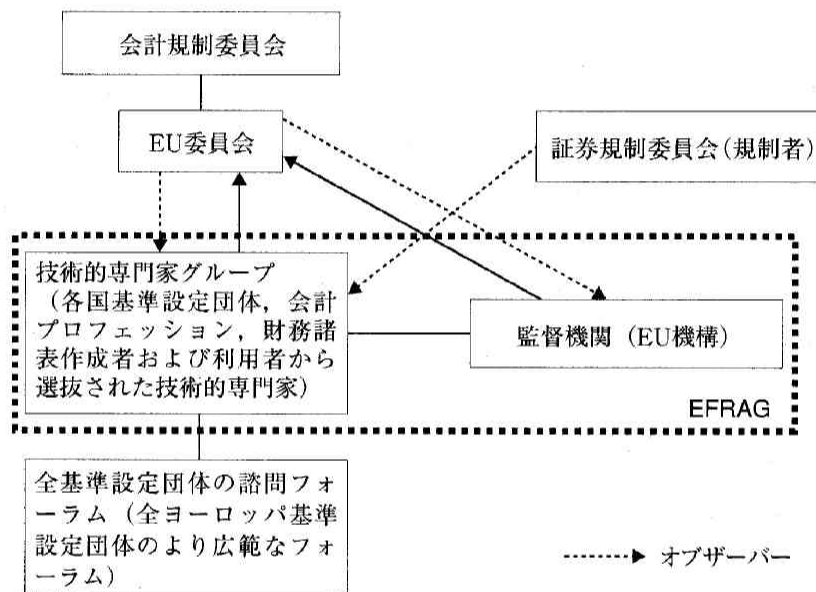 会計規制委員会
EU委員会
証券規制委員会（規制者）
技術的専門家グループ
（各国基準設定団体，会計
プロフェッション，財務諸
表作成者および利用者から
選抜された技術的専門家）
監督機関（EU機構）
EFRAG
全基準設定団体の諮問フォ
ーラム（全ヨーロッパ基準
設定団体のより広範なフォ
ーラム）
オブザーバー